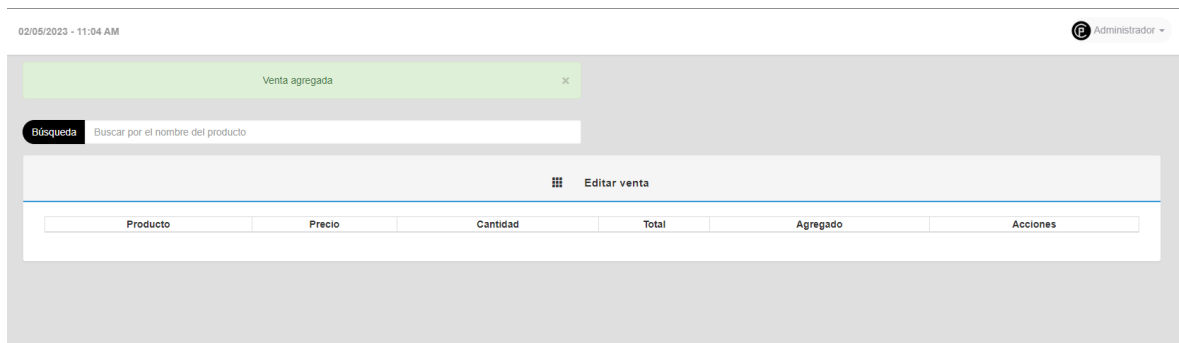 02/05/2023 - 11:04 AM
Administrador
Venta agregada ×
Búsqueda Buscar por el nombre del producto
Editar venta
Producto Precio Cantidad Total Agregado Acciones